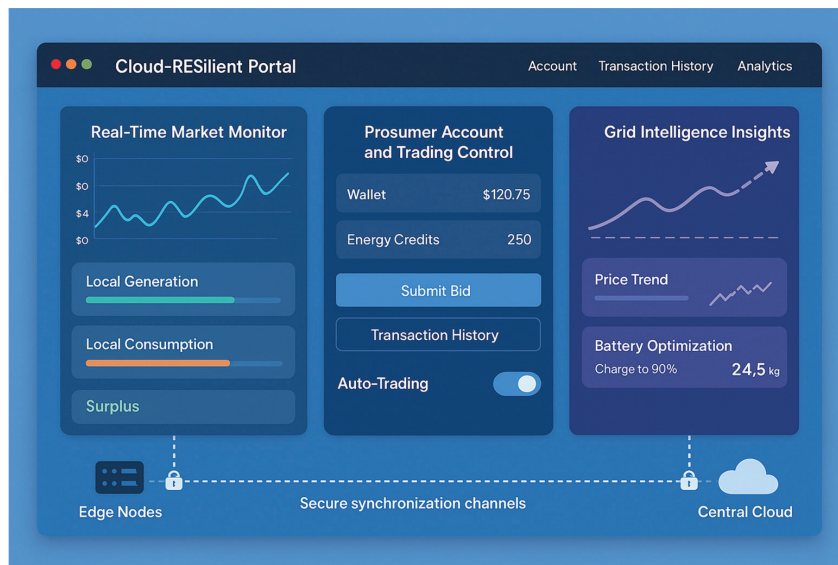 Cloud-RESilient Portal
Account
Transaction History
Analytics
Real-Time Market Monitor
$0
$0
$4
$0
Local Generation
Local Consumption
Surplus
Prosumer Account
and Trading Control
Wallet
$120.75
Energy Credits
250
Submit Bid
Transaction History
Auto-Trading
Grid Intelligence Insights
Price Trend
Battery Optimization
Charge to 90%
24,5 kg
Edge Nodes
Secure synchronization channels
Central Cloud